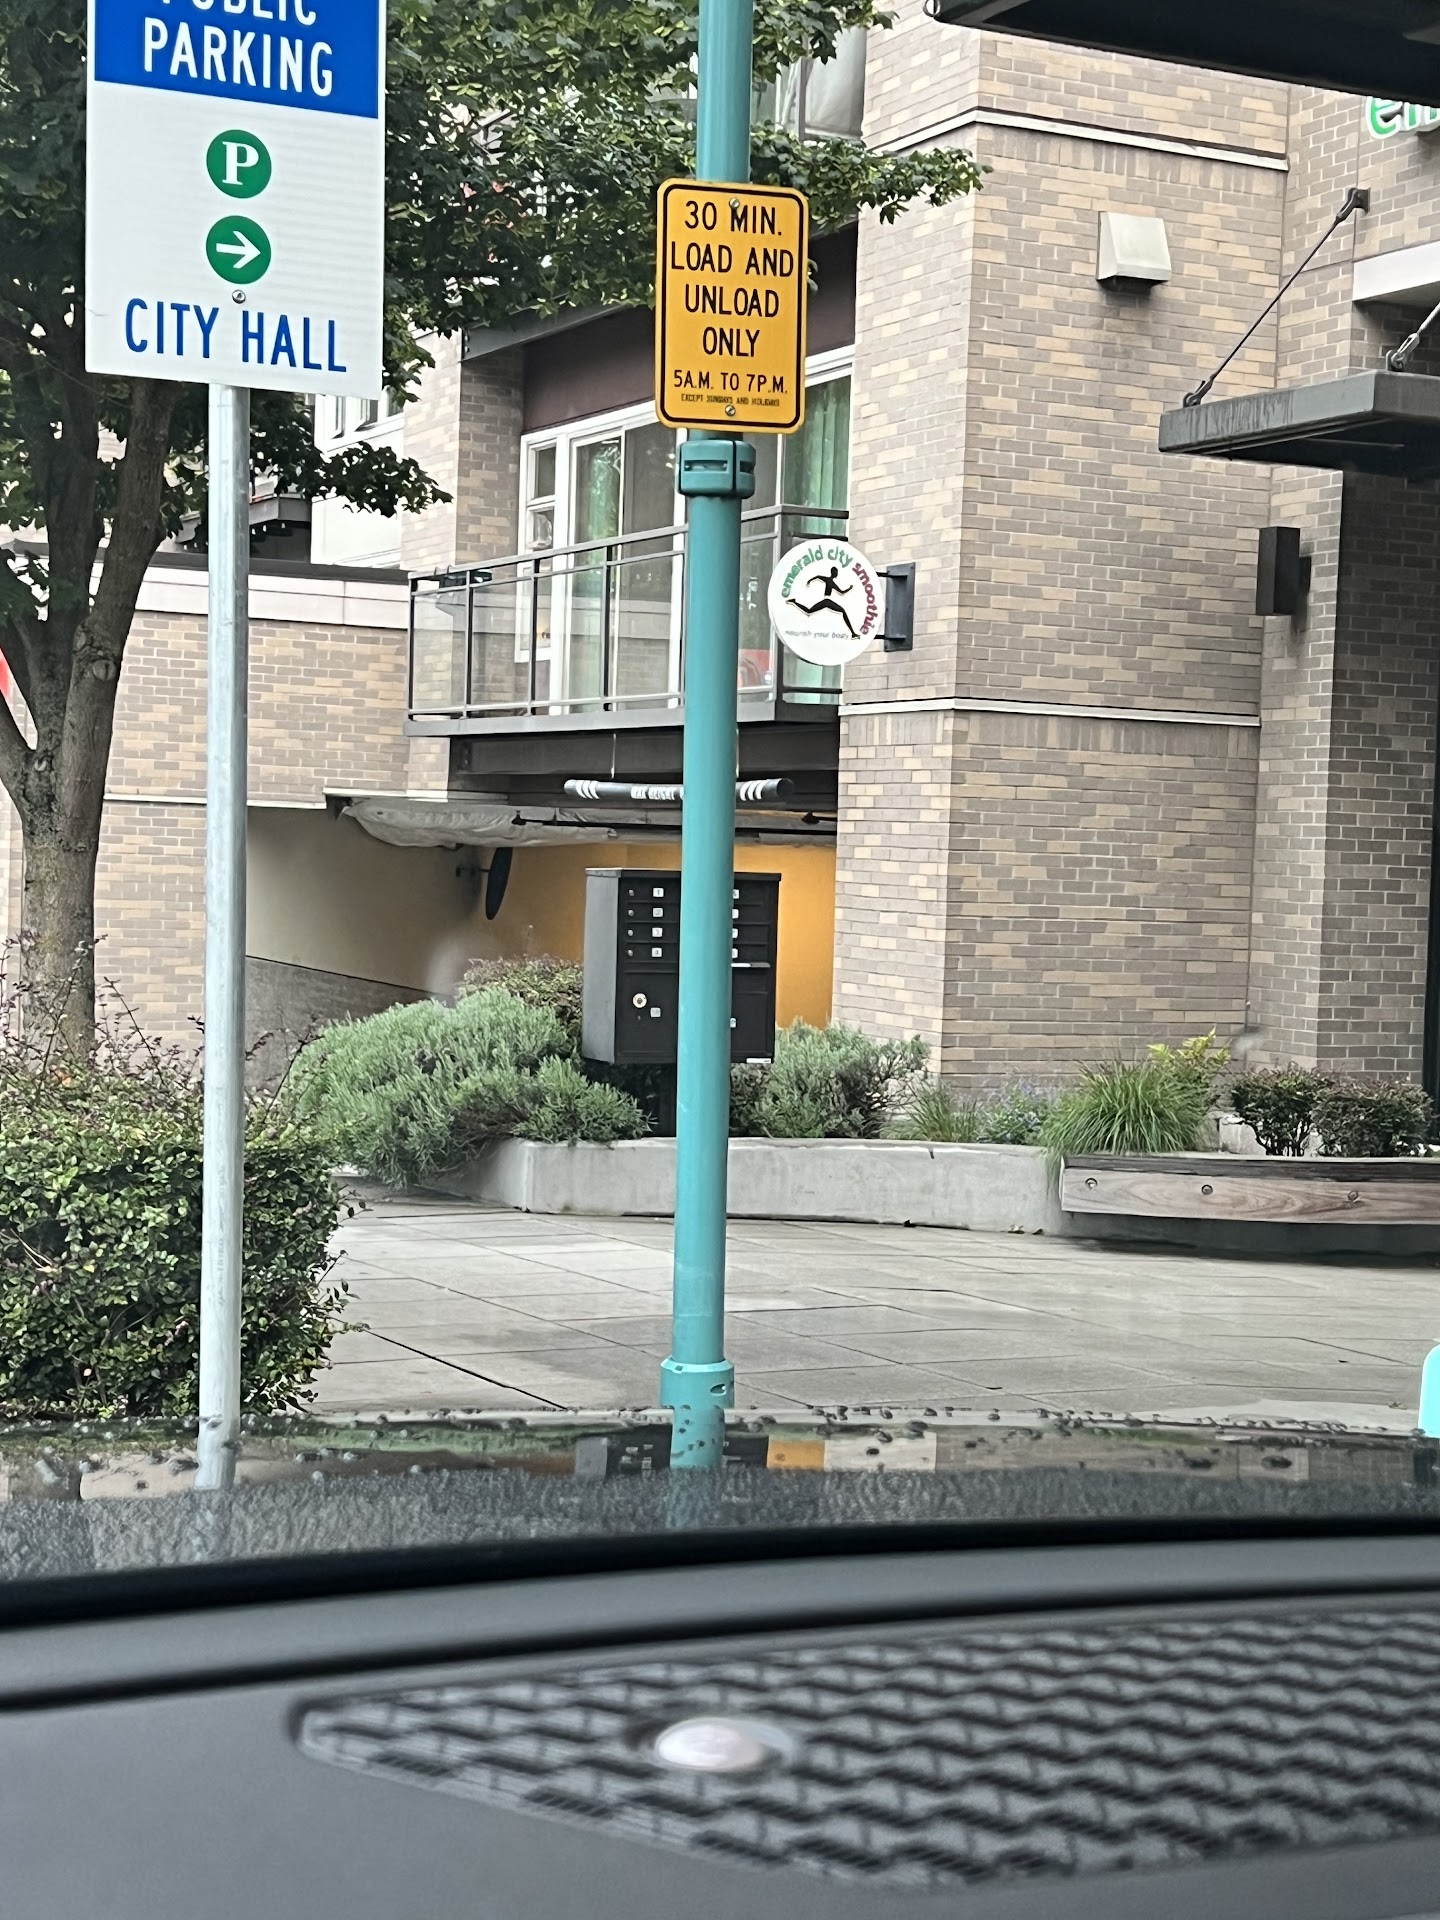 PUBLIC
PARKING
P
CITY HALL
30 MIN.
LOAD AND
UNLOAD
ONLY
5A.M. TO 7P.M.
EXCEPT SUNDAYS AND HOLIDAYS
emerald city smoothie
nourish your body
em